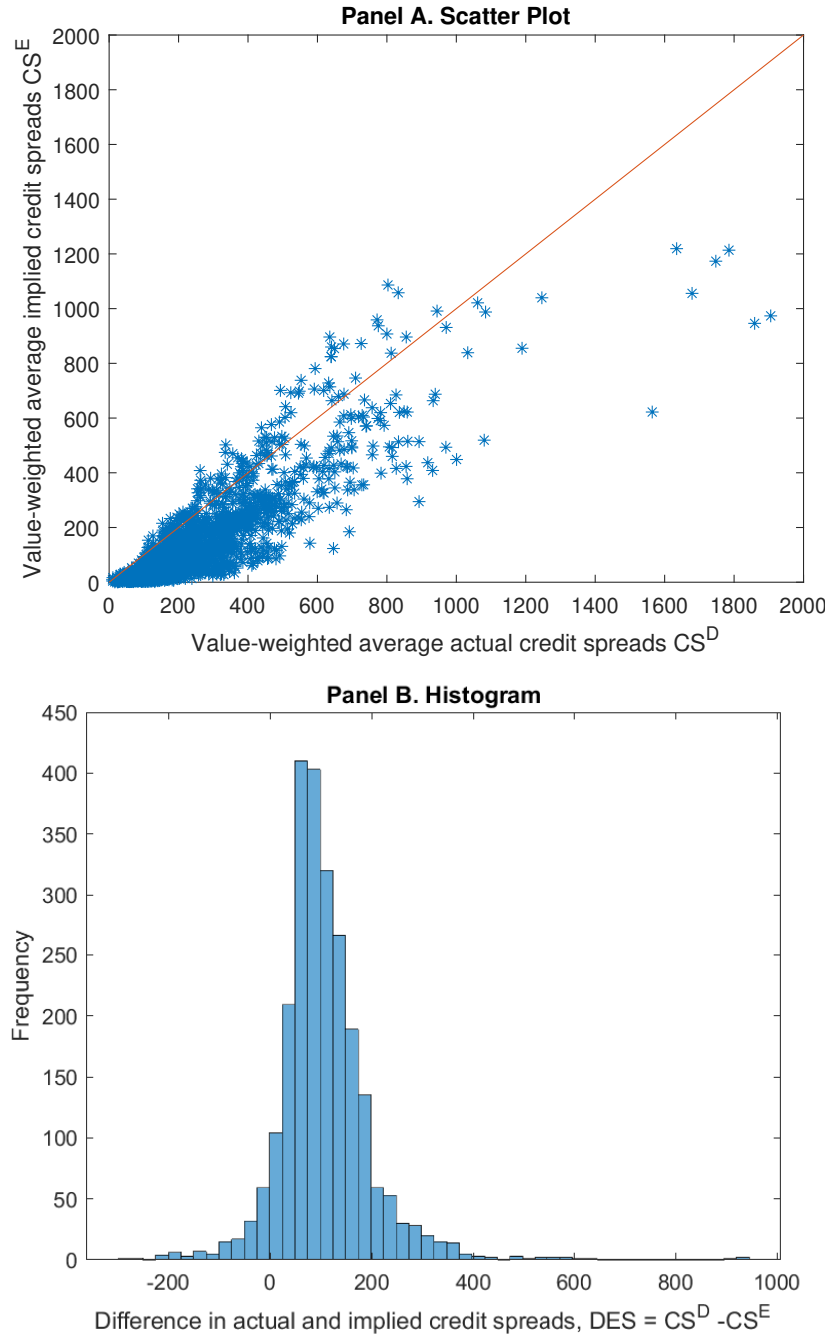 Panel A. Scatter Plot
Value-weighted average implied credit spreads CS^E
2000
1800
1600
1400
1200
1000
800
600
400
200
0
0 200 400 600 800 1000 1200 1400 1600 1800 2000
Value-weighted average actual credit spreads CS^D
Panel B. Histogram
Frequency
450
400
350
300
250
200
150
100
50
0
-200 0 200 400 600 800 1000
Difference in actual and implied credit spreads, DES = CS^D -CS^E